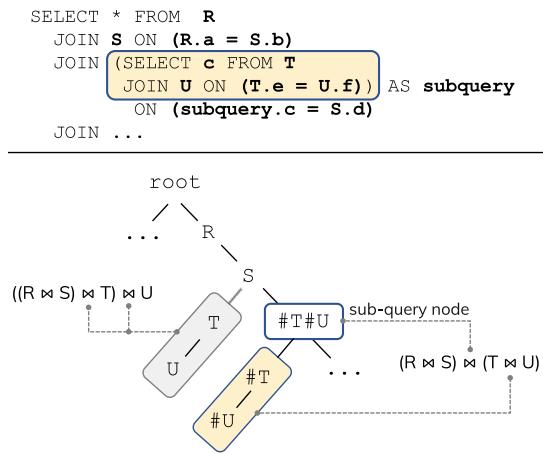 SELECT * FROM R
JOIN S ON (R.a = S.b)
JOIN (SELECT c FROM T
JOIN U ON (T.e = U.f)) AS subquery
ON (subquery.c = S.d)
JOIN ...
root
... R
S
((R ⋈ S) ⋈ T) ⋈ U
T
U
#T#U
sub-query node
(R ⋈ S) ⋈ (T ⋈ U)
#T
#U
...